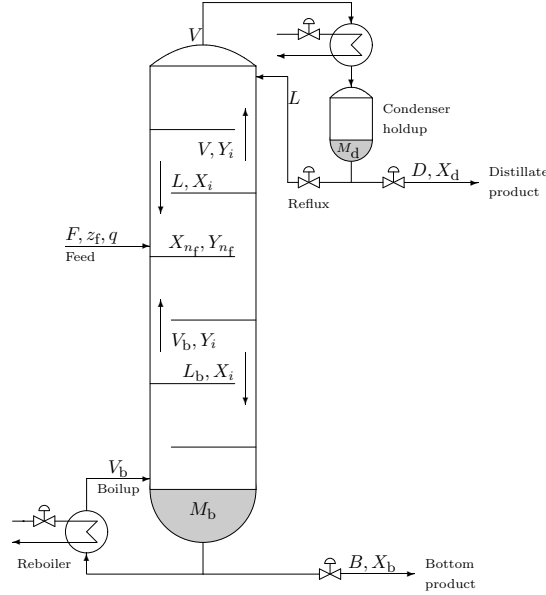 V
L
Condenser
holdup
M_d
V, Y_i
L, X_i
D, X_d
Distillate
product
Reflux
F, z_f, q
Feed
X_{n_f}, Y_{n_f}
V_b, Y_i
L_b, X_i
V_b
Boilup
M_b
Reboiler
B, X_b
Bottom
product